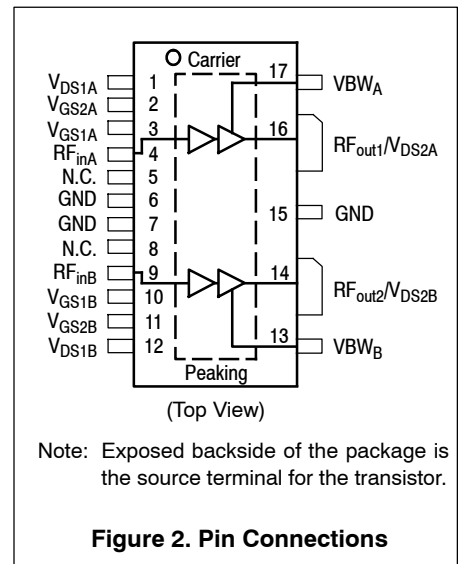 Carrier
V_DS1A 1
V_GS2A 2
V_GS1A 3
RF_inA 4
N.C. 5
GND 6
GND 7
N.C. 8
RF_inB 9
V_GS1B 10
V_GS2B 11
V_DS1B 12
17 VBW_A
16 RF_out1/V_DS2A
15 GND
14 RF_out2/V_DS2B
13 VBW_B
Peaking
(Top View)
Note: Exposed backside of the package is
the source terminal for the transistor.
Figure 2. Pin Connections